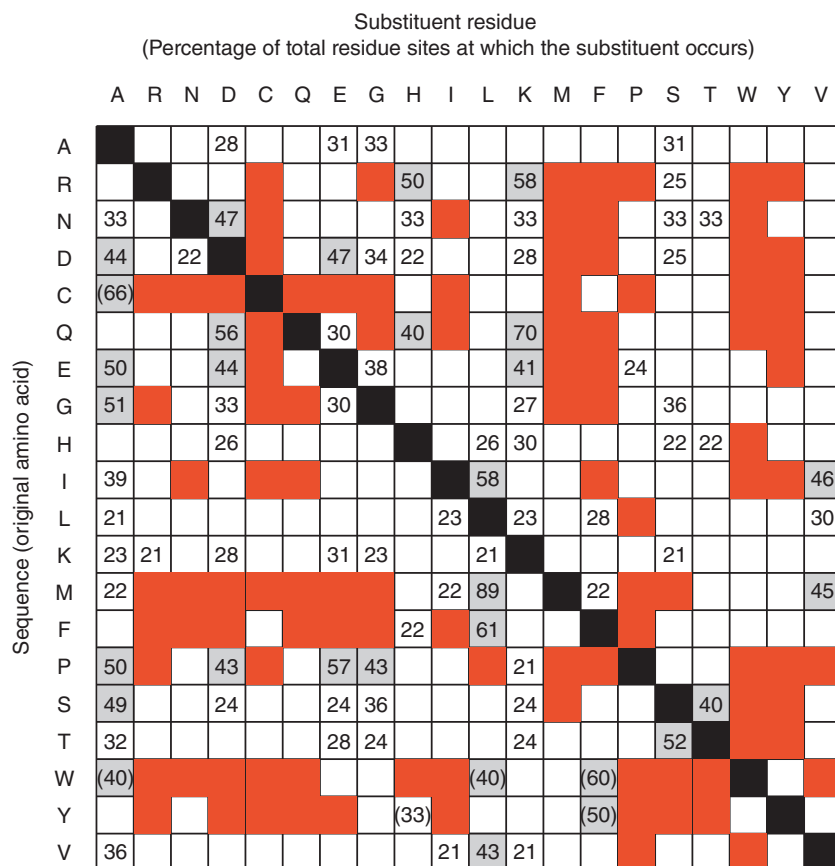 Substituent residue
(Percentage of total residue sites at which the substituent occurs)
A R N D C Q E G H I L K M F P S T W Y V
Sequence (original amino acid)
A 28 31 33 31
R 50 58 25
N 33 47 33 33 33 33
D 44 22 47 34 22 28 25
C (66)
Q 56 30 40 70
E 50 44 38 41 24
G 51 33 30 27 36
H 26 26 30 22 22
I 39 58 46
L 21 23 23 28 30
K 23 21 28 31 23 21 21
M 22 22 89 22 45
F 22 61
P 50 43 57 43 21
S 49 24 24 36 24 40
T 32 28 24 24 52
W (40) (40) (60)
Y (33) (50)
V 36 21 43 21